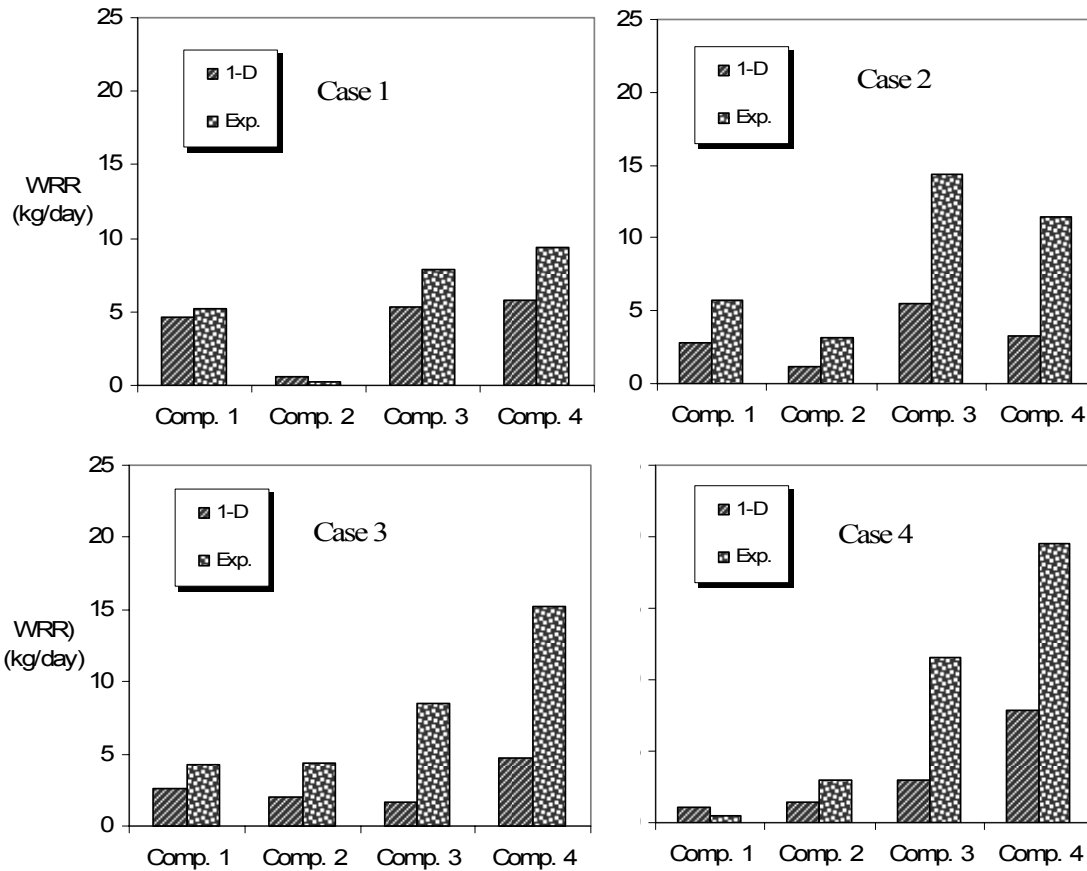 25
20
15
10
5
0
WRR
(kg/day)
1-D
Exp.
Case 1
Comp. 1 Comp. 2 Comp. 3 Comp. 4
25
20
15
10
5
0
1-D
Exp.
Case 2
Comp. 1 Comp. 2 Comp. 3 Comp. 4
25
20
15
10
5
0
WRR)
(kg/day)
1-D
Exp.
Case 3
Comp. 1 Comp. 2 Comp. 3 Comp. 4
1-D
Exp.
Case 4
Comp. 1 Comp. 2 Comp. 3 Comp. 4